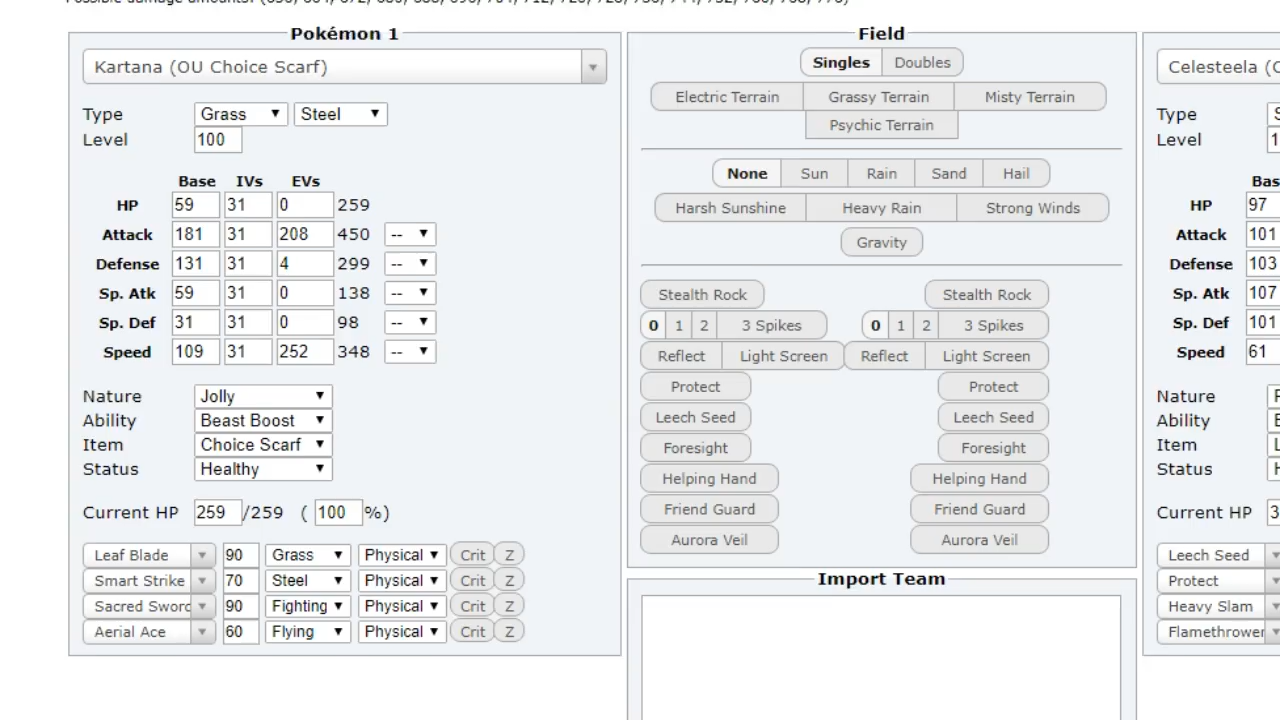 Pokémon 1
Kartana (OU Choice Scarf)
Type Grass Steel
Level 100
Base IVs EVs
HP 59 31 0 259
Attack 181 31 208 450 --
Defense 131 31 4 299 --
Sp. Atk 59 31 0 138 --
Sp. Def 31 31 0 98 --
Speed 109 31 252 348 --
Nature Jolly
Ability Beast Boost
Item Choice Scarf
Status Healthy
Current HP 259 /259 ( 100 %)
Leaf Blade 90 Grass Physical Crit Z
Smart Strike 70 Steel Physical Crit Z
Sacred Sword 90 Fighting Physical Crit Z
Aerial Ace 60 Flying Physical Crit Z
Field
Singles Doubles
Electric Terrain Grassy Terrain Misty Terrain
Psychic Terrain
None Sun Rain Sand Hail
Harsh Sunshine Heavy Rain Strong Winds
Gravity
Stealth Rock Stealth Rock
0 1 2 3 Spikes 0 1 2 3 Spikes
Reflect Light Screen Reflect Light Screen
Protect Protect
Leech Seed Leech Seed
Foresight Foresight
Helping Hand Helping Hand
Friend Guard Friend Guard
Aurora Veil Aurora Veil
Import Team
Celesteela (
Type
Level 1
Bas
HP 97
Attack 101
Defense 103
Sp. Atk 107
Sp. Def 101
Speed 61
Nature
Ability
Item
Status
Current HP 3
Leech Seed
Protect
Heavy Slam
Flamethrower